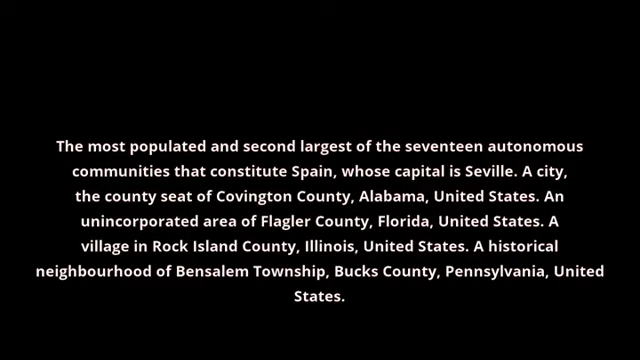 The most populated and second largest of the seventeen autonomous
communities that constitute Spain, whose capital is Seville. A city,
the county seat of Covington County, Alabama, United States. An
unincorporated area of Flagler County, Florida, United States. A
village in Rock Island County, Illinois, United States. A historical
neighbourhood of Bensalem Township, Bucks County, Pennsylvania, United
States.